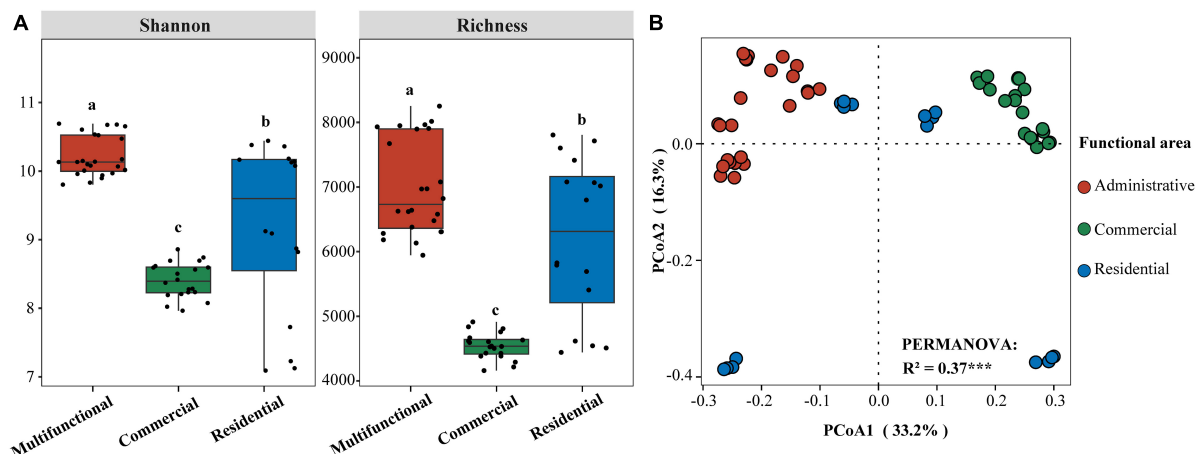 A
Shannon
Richness
11
10
9
8
7
a
c
b
9000
8000
7000
6000
5000
4000
a
c
b
Multifunctional
Commercial
Residential
Multifunctional
Commercial
Residential
B
PCoA2 ( 16.3%)
0.0
-0.2
-0.4
-0.3
-0.2
-0.1
0.0
0.1
0.2
0.3
PCoA1 ( 33.2%)
PERMANOVA:
R² = 0.37***
Functional area
Administrative
Commercial
Residential